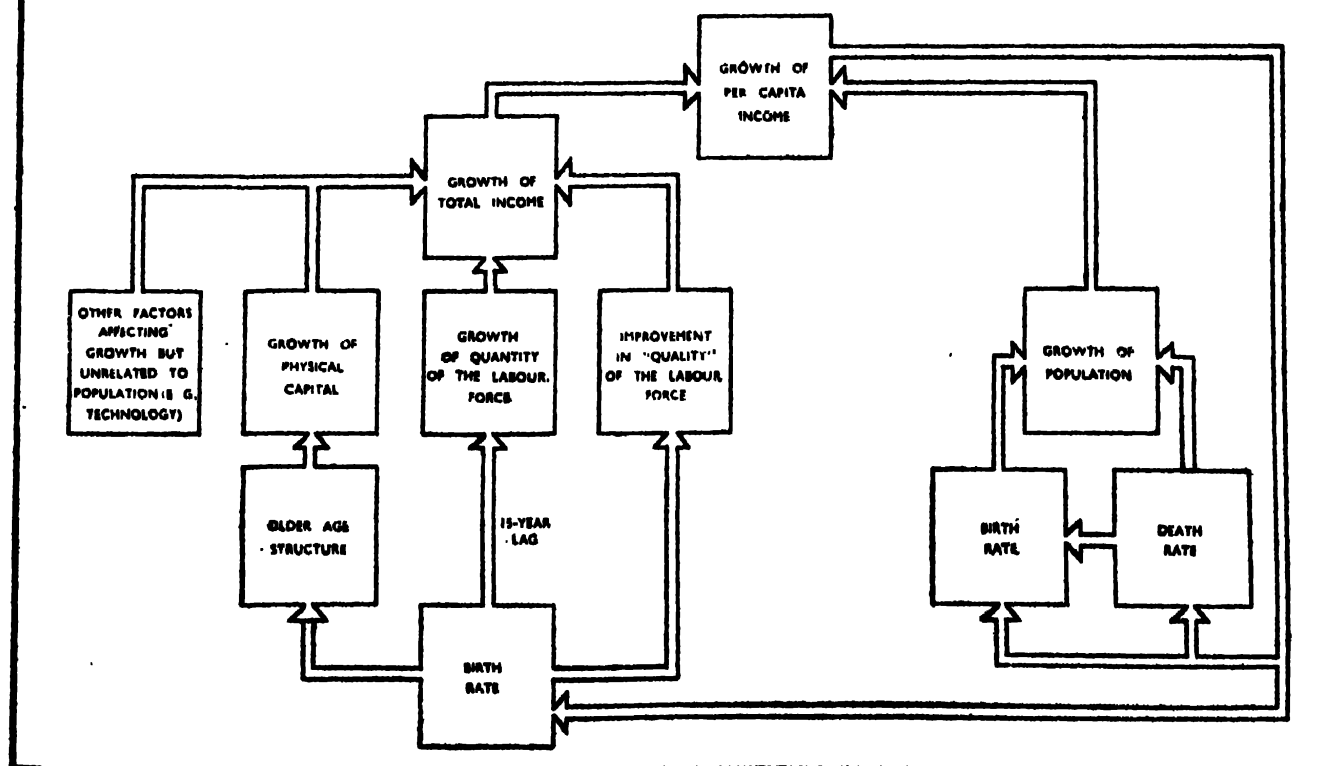 GROWTH OF
PER CAPITA
INCOME
GROWTH OF
TOTAL INCOME
OTHER FACTORS
AFFECTING
GROWTH BUT
UNRELATED TO
POPULATION (E G.
TECHNOLOGY)
GROWTH OF
PHYSICAL
CAPITAL
GROWTH
OF QUANTITY
OF THE LABOUR
FORCE
IMPROVEMENT
IN "QUALITY"
OF THE LABOUR
FORCE
GROWTH OF
POPULATION
OLDER AGE
STRUCTURE
15-YEAR
LAG
BIRTH
RATE
DEATH
RATE
BIRTH
RATE